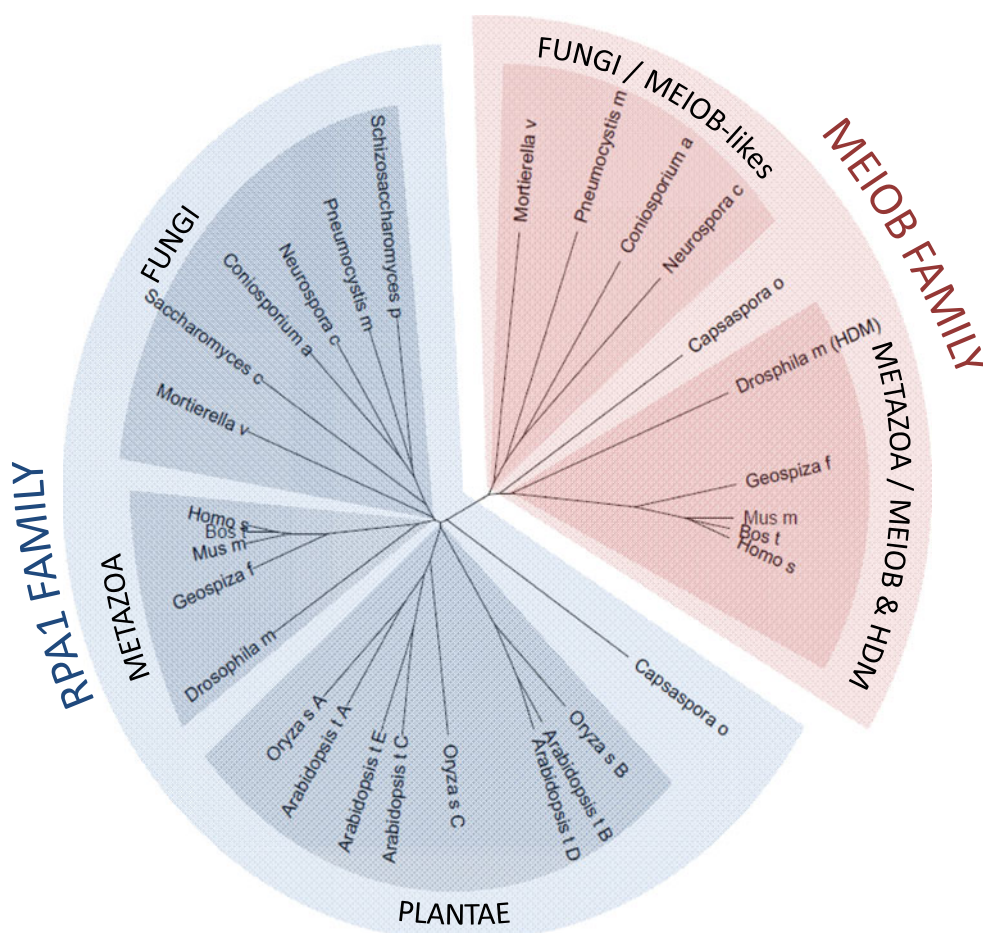 FUNGI / MEIOB-likes
MEIOB FAMILY
Mortierella v
Pneumocystis m
Coniosporium a
Neurospora c
Capsaspora o
Drosphila m (HDM)
METAZOA / MEIOB & HDM
Geospiza f
Mus m
Bos t
Homo s
FUNGI
Schizosaccharomyces p
Pneumocystis m
Neurospora c
Coniosporium a
Saccharomyces c
Mortierella v
RPA1 FAMILY
METAZOA
Homo s
Bos t
Mus m
Geospiza f
Drosophila m
Oryza s A
Arabidopsis t A
Arabidopsis t E
Arabidopsis t C
Oryza s C
Arabidopsis t D
Arabidopsis t B
Oryza s B
Capsaspora o
PLANTAE